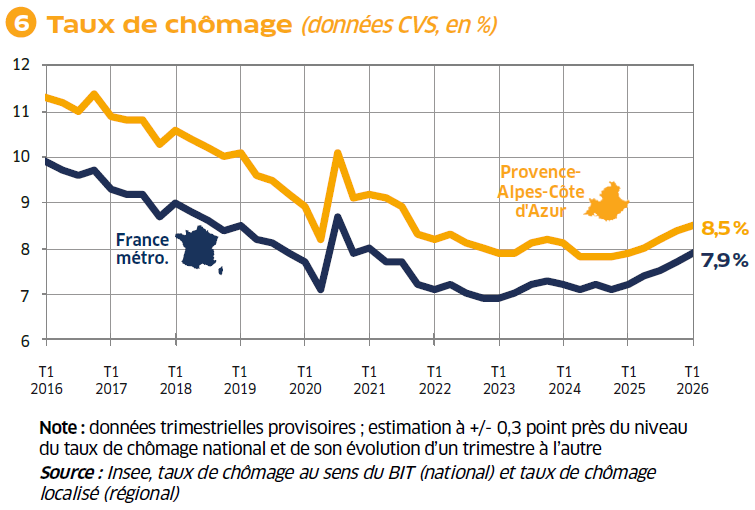 6 Taux de chômage (données CVS, en %)
12
11
10
9
8
7
6
Provence-
Alpes-Côte
d'Azur
France
métro.
8,5 %
7,9 %
T1 T1 T1 T1 T1 T1 T1 T1 T1 T1 T1
2016 2017 2018 2019 2020 2021 2022 2023 2024 2025 2026
Note : données trimestrielles provisoires ; estimation à +/- 0,3 point près du niveau
du taux de chômage national et de son évolution d'un trimestre à l'autre
Source : Insee, taux de chômage au sens du BIT (national) et taux de chômage
localisé (régional)